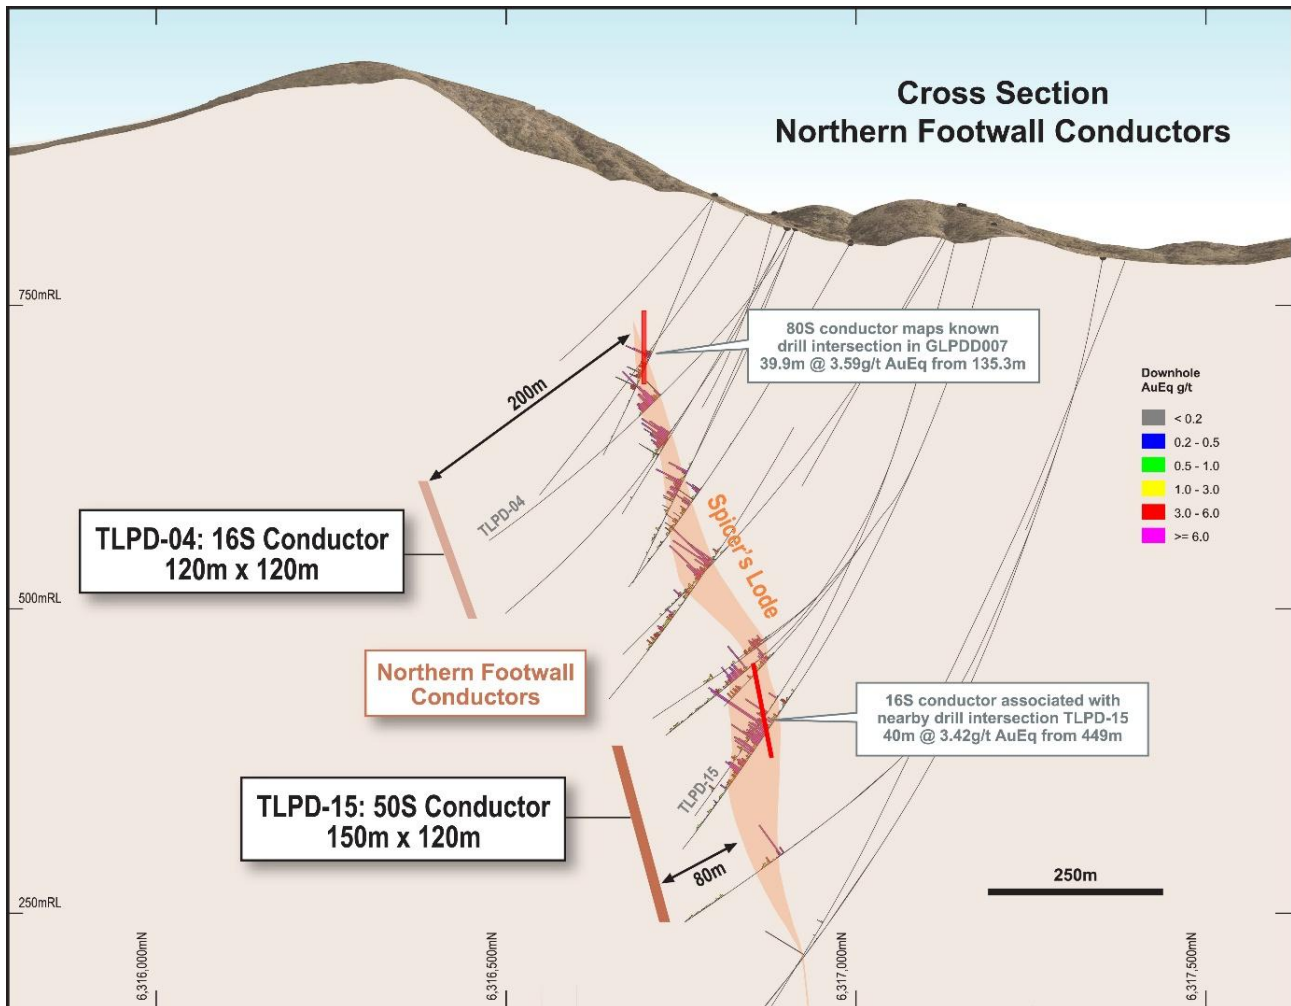 Cross Section
Northern Footwall Conductors
750mRL
80S conductor maps known
drill intersection in GLPDD007
39.9m @ 3.59g/t AuEq from 135.3m
Downhole
AuEq g/t
< 0.2
0.2 - 0.5
0.5 - 1.0
1.0 - 3.0
3.0 - 6.0
>= 6.0
200m
TLPD-04
TLPD-04: 16S Conductor
120m x 120m
Spicer's Lode
500mRL
Northern Footwall
Conductors
16S conductor associated with
nearby drill intersection TLPD-15
40m @ 3.42g/t AuEq from 449m
TLPD-15
TLPD-15: 50S Conductor
150m x 120m
80m
250m
250mRL
6,316,000mN
6,316,500mN
6,317,000mN
6,317,500mN